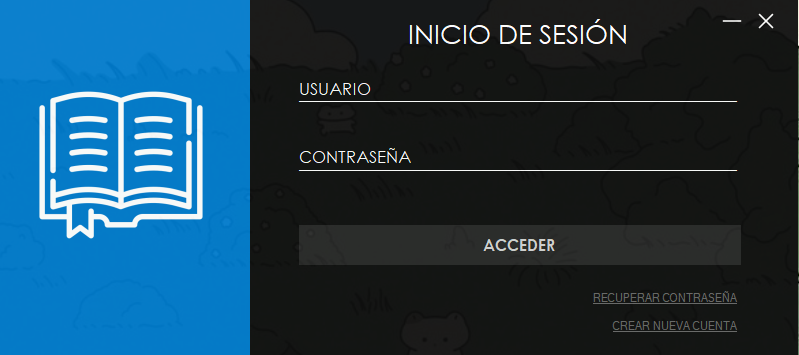 INICIO DE SESIÓN
USUARIO
CONTRASEÑA
ACCEDER
RECUPERAR CONTRASEÑA
CREAR NUEVA CUENTA